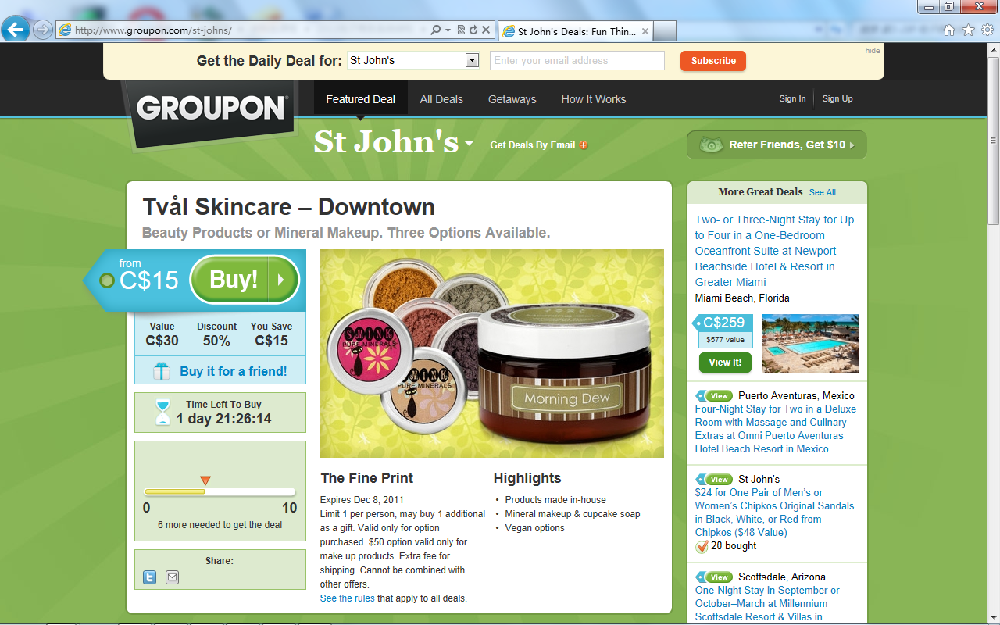 http://www.groupon.com/st-johns/
St John's Deals: Fun Thin...
Get the Daily Deal for:
St John's
Enter your email address
Subscribe
hide
GROUPON®
Featured Deal
All Deals
Getaways
How It Works
Sign In
Sign Up
St John's
Get Deals By Email
Refer Friends, Get $10
Tvål Skincare – Downtown
Beauty Products or Mineral Makeup. Three Options Available.
from
C$15
Buy!
Value
Discount
You Save
C$30
50%
C$15
Buy it for a friend!
Time Left To Buy
1 day 21:26:14
0
10
6 more needed to get the deal
Share:
SMINK
PURE MINERALS
SMINK
PURE MINERALS
Morning Dew
The Fine Print
Expires Dec 8, 2011
Limit 1 per person, may buy 1 additional
as a gift. Valid only for option
purchased. $50 option valid only for
make up products. Extra fee for
shipping. Cannot be combined with
other offers.
See the rules that apply to all deals.
Highlights
• Products made in-house
• Mineral makeup & cupcake soap
• Vegan options
More Great Deals See All
Two- or Three-Night Stay for Up
to Four in a One-Bedroom
Oceanfront Suite at Newport
Beachside Hotel & Resort in
Greater Miami
Miami Beach, Florida
C$259
$577 value
View It!
View Puerto Aventuras, Mexico
Four-Night Stay for Two in a Deluxe
Room with Massage and Culinary
Extras at Omni Puerto Aventuras
Hotel Beach Resort in Mexico
View St John's
$24 for One Pair of Men's or
Women's Chipkos Original Sandals
in Black, White, or Red from
Chipkos ($48 Value)
20 bought
View Scottsdale, Arizona
One-Night Stay in September or
October–March at Millennium
Scottsdale Resort & Villas in